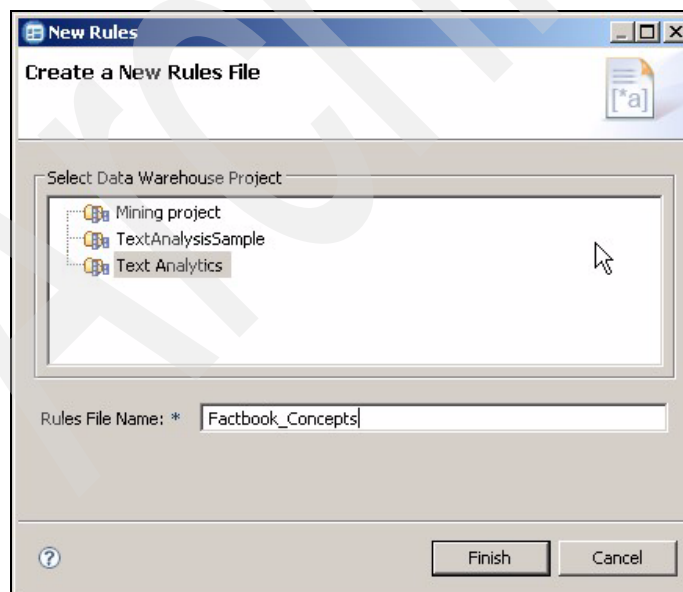 New Rules
Create a New Rules File
[*a]
Select Data Warehouse Project
Mining project
TextAnalysisSample
Text Analytics
Rules File Name: * Factbook_Concepts
?
Finish Cancel